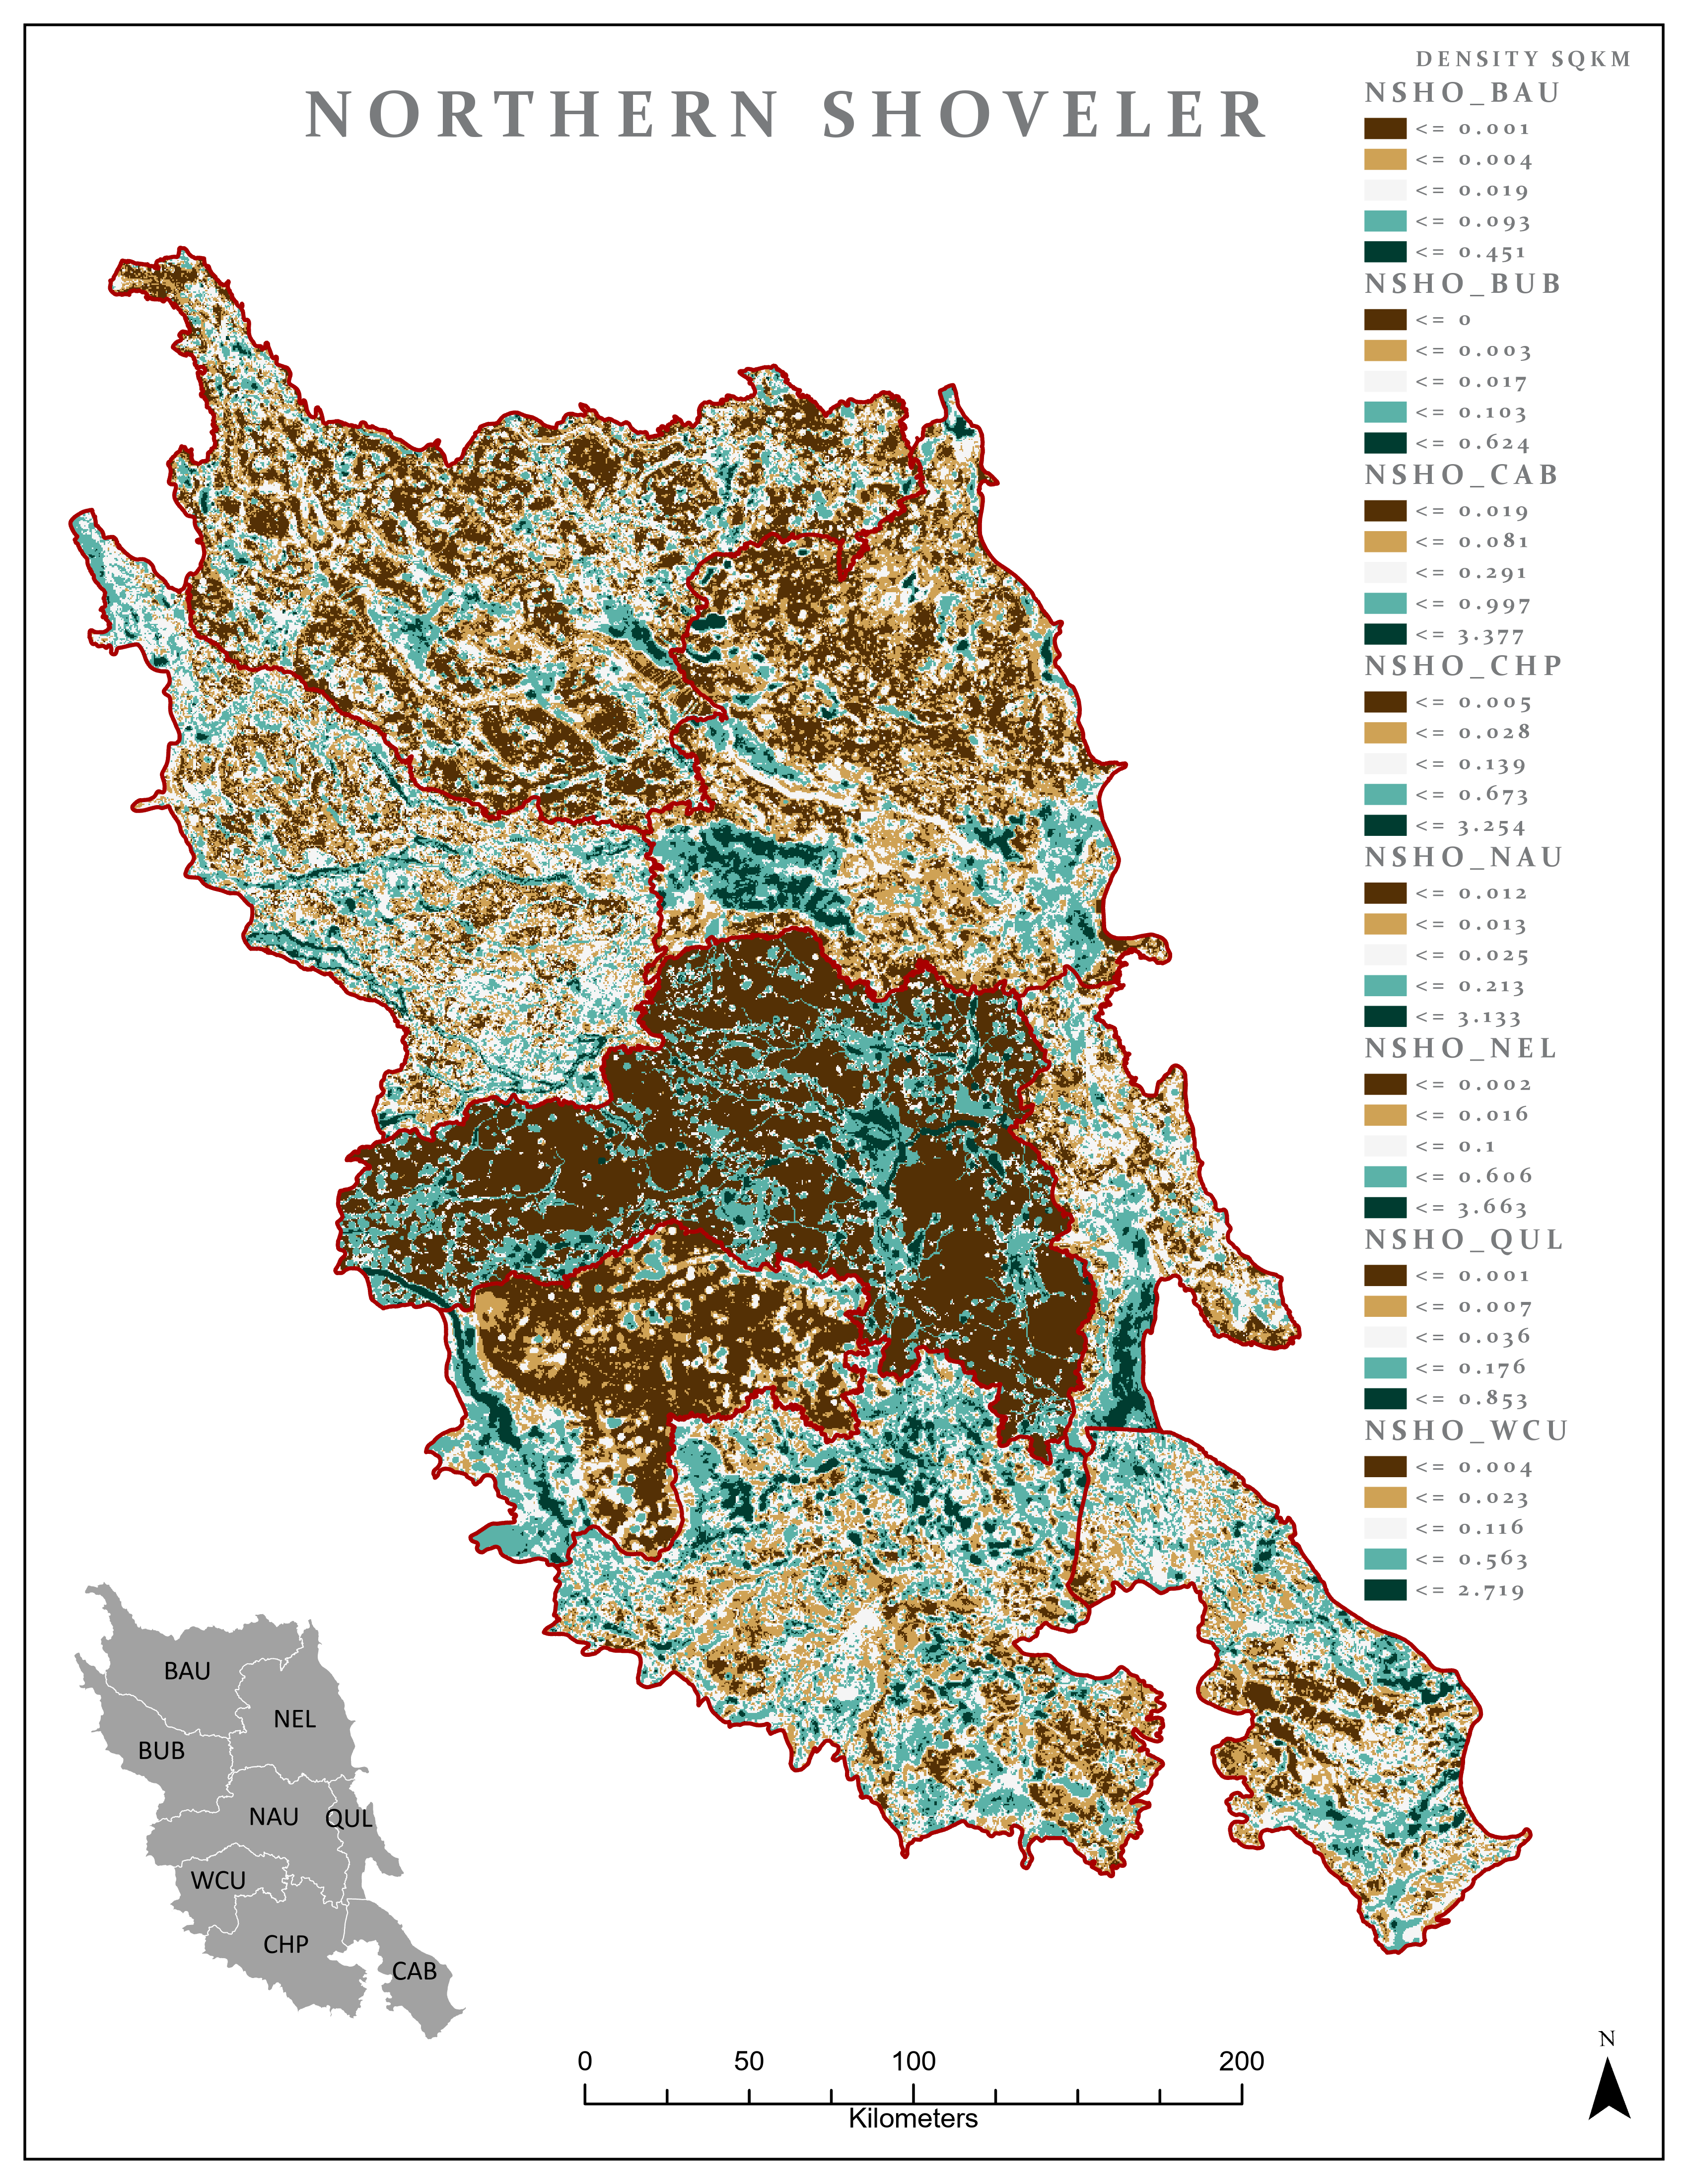 NORTHERN SHOVELER
DENSITY SQKM
NSHO_BAU
<= 0.001
<= 0.004
<= 0.019
<= 0.093
<= 0.451
NSHO_BUB
<= 0
<= 0.003
<= 0.017
<= 0.103
<= 0.624
NSHO_CAB
<= 0.019
<= 0.081
<= 0.291
<= 0.997
<= 3.377
NSHO_CHP
<= 0.005
<= 0.028
<= 0.139
<= 0.673
<= 3.254
NSHO_NAU
<= 0.012
<= 0.013
<= 0.025
<= 0.213
<= 3.133
NSHO_NEL
<= 0.002
<= 0.016
<= 0.1
<= 0.606
<= 3.663
NSHO_QUL
<= 0.001
<= 0.007
<= 0.036
<= 0.176
<= 0.853
NSHO_WCU
<= 0.004
<= 0.023
<= 0.116
<= 0.563
<= 2.719
BAU
NEL
BUB
NAU QUL
WCU
CHP
CAB
0 50 100 200
Kilometers
N